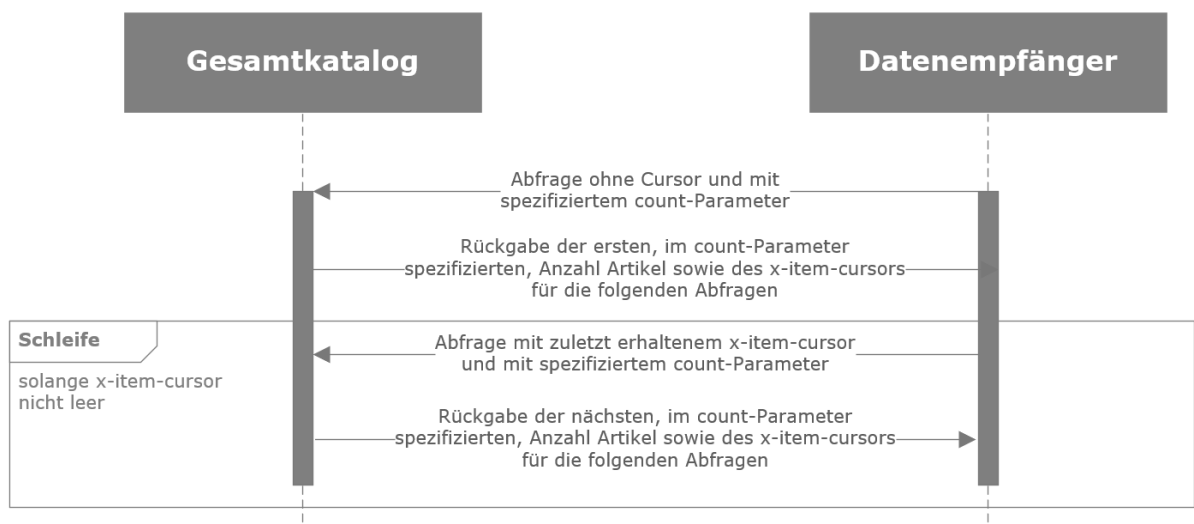 Gesamtkatalog
Datenempfänger
Abfrage ohne Cursor und mit
spezifiziertem count-Parameter
Rückgabe der ersten, im count-Parameter
spezifizierten, Anzahl Artikel sowie des x-item-cursors
für die folgenden Abfragen
Schleife
solange x-item-cursor
nicht leer
Abfrage mit zuletzt erhaltenem x-item-cursor
und mit spezifiziertem count-Parameter
Rückgabe der nächsten, im count-Parameter
spezifizierten, Anzahl Artikel sowie des x-item-cursors
für die folgenden Abfragen